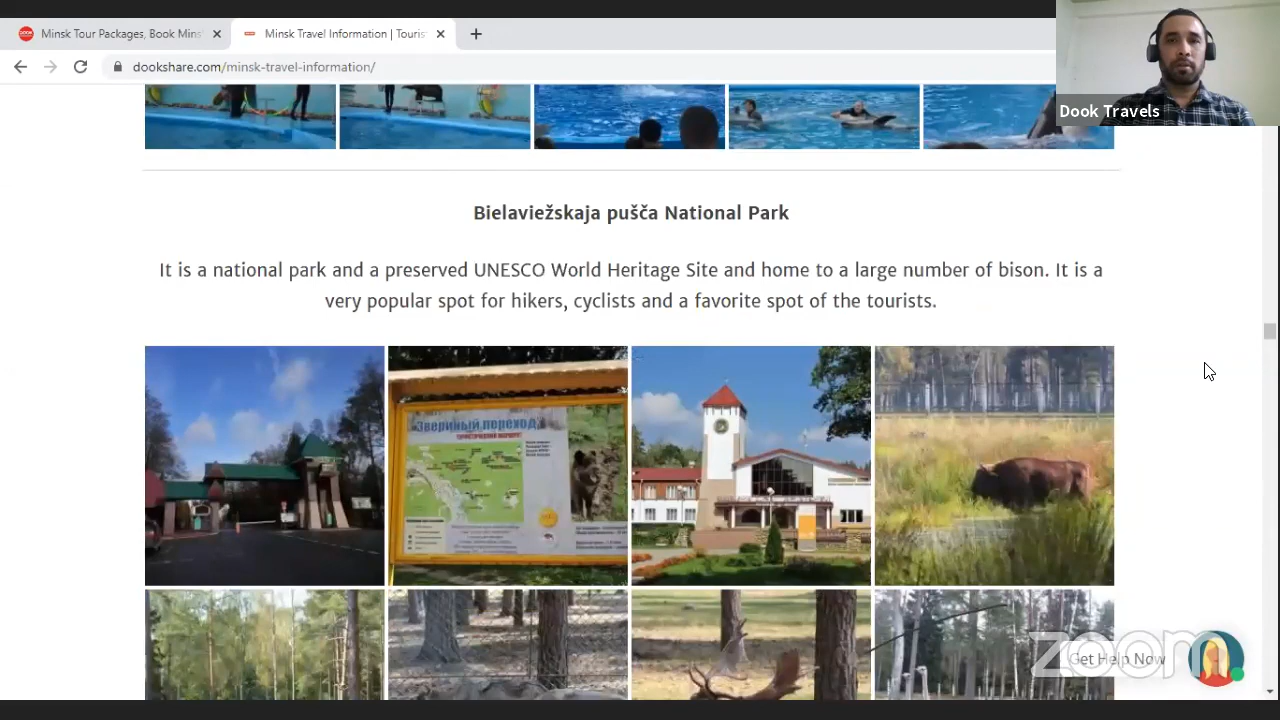 Minsk Tour Packages, Book Mins
Minsk Travel Information | Touris
dookshare.com/minsk-travel-information/
Dook Travels
Bielaviežskaja pušča National Park
It is a national park and a preserved UNESCO World Heritage Site and home to a large number of bison. It is a
very popular spot for hikers, cyclists and a favorite spot of the tourists.
Звериный переход
zoom
Get Help Now